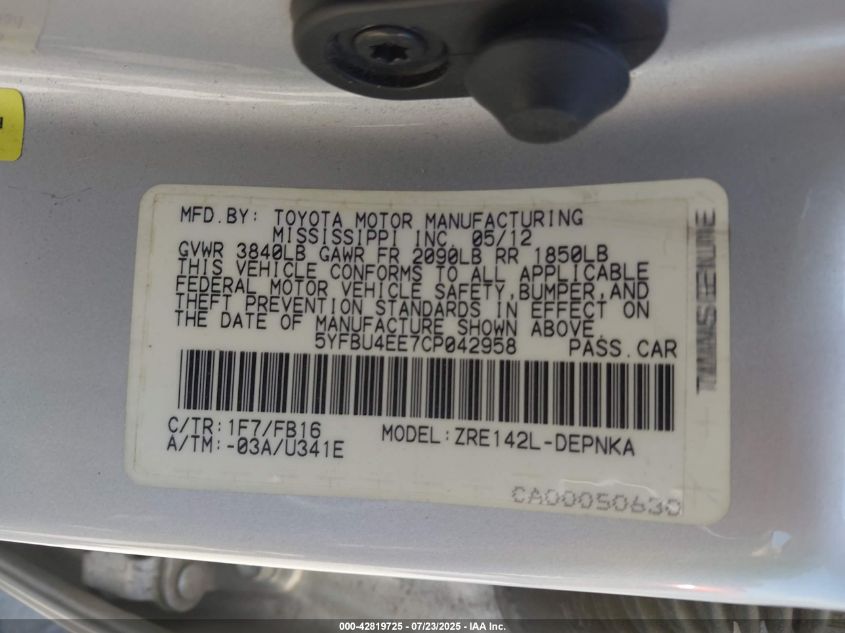 MFD.BY: TOYOTA MOTOR MANUFACTURING
MISSISSIPPI INC. 05/12
GVWR 3840LB GAWR FR 2090LB RR 1850LB
THIS VEHICLE CONFORMS TO ALL APPLICABLE
FEDERAL MOTOR VEHICLE SAFETY,BUMPER,AND
THEFT PREVENTION STANDARDS IN EFFECT ON
THE DATE OF MANUFACTURE SHOWN ABOVE.
5YFBU4EE7CP042958 PASS.CAR
C/TR:1F7/FB16 MODEL:ZRE142L-DEPNKA
A/TM:-03A/U341E
CA00050630
000-42819725 - 07/23/2025 - IAA Inc.